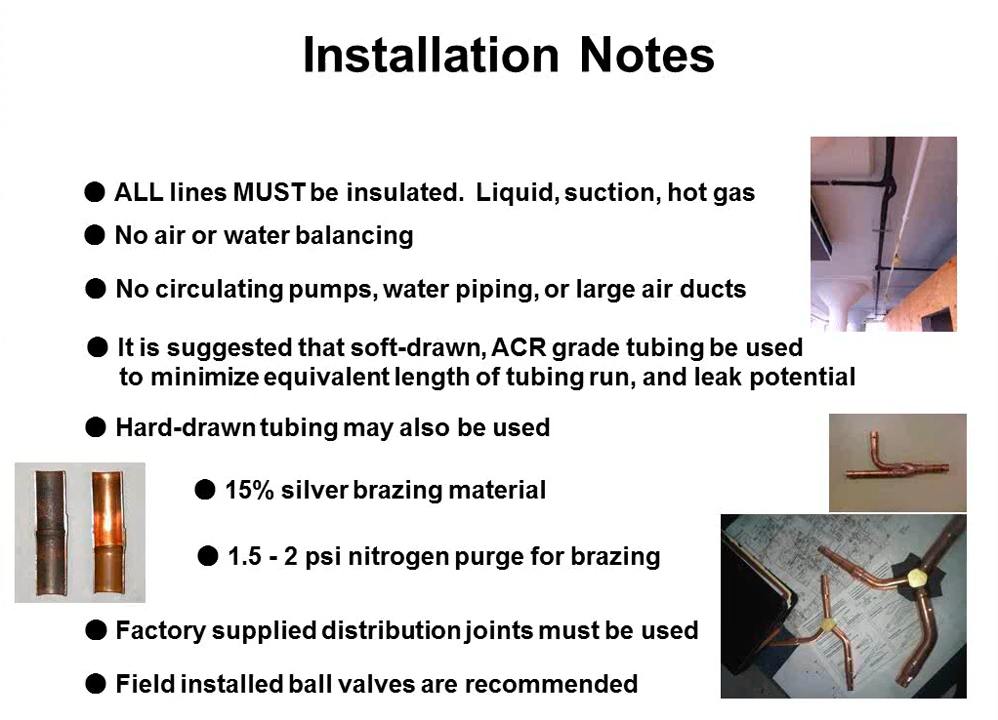 Installation Notes
● ALL lines MUST be insulated. Liquid, suction, hot gas
● No air or water balancing
● No circulating pumps, water piping, or large air ducts
● It is suggested that soft-drawn, ACR grade tubing be used
to minimize equivalent length of tubing run, and leak potential
● Hard-drawn tubing may also be used
● 15% silver brazing material
● 1.5 - 2 psi nitrogen purge for brazing
● Factory supplied distribution joints must be used
● Field installed ball valves are recommended